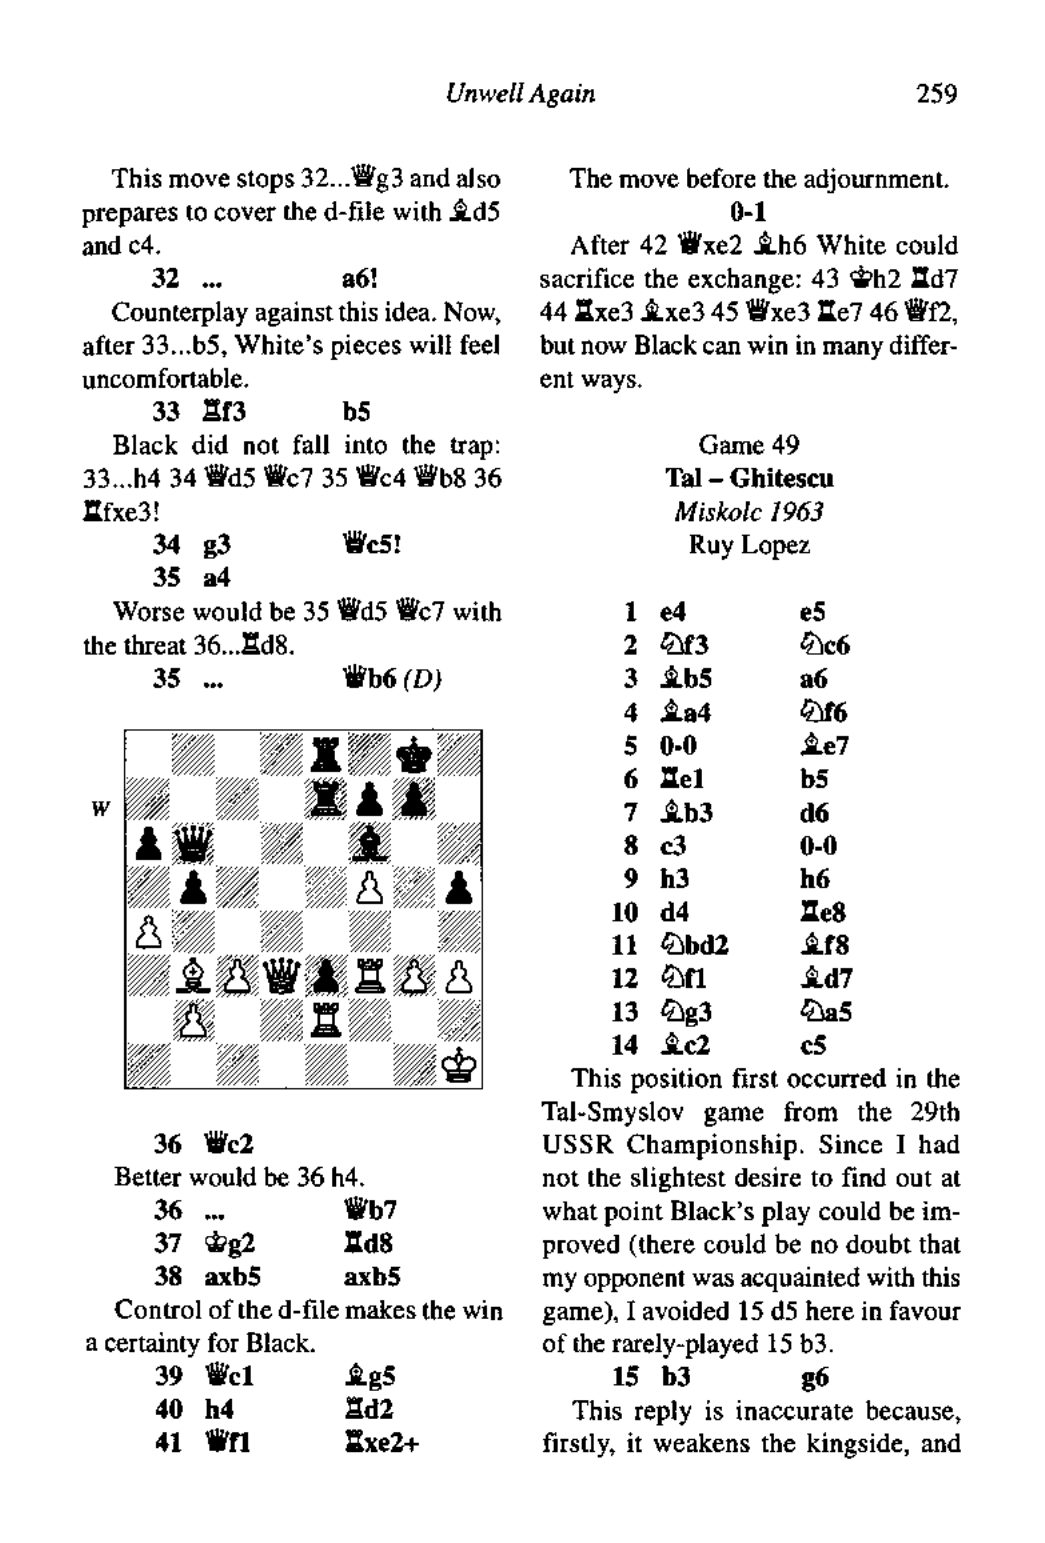 Unwell Again
259
This move stops 32...♛g3 and also
prepares to cover the d-file with ♗d5
and c4.
32 ... a6!
Counterplay against this idea. Now,
after 33...b5, White's pieces will feel
uncomfortable.
33 ♖f3 b5
Black did not fall into the trap:
33...h4 34 ♕d5 ♕c7 35 ♕c4 ♕b8 36
♖fxe3!
34 g3 ♕c5!
35 a4
Worse would be 35 ♕d5 ♕c7 with
the threat 36...♖d8.
35 ... ♕b6 (D)
W
36 ♕c2
Better would be 36 h4.
36 ... ♕b7
37 ♔g2 ♖d8
38 axb5 axb5
Control of the d-file makes the win
a certainty for Black.
39 ♕c1 ♗g5
40 h4 ♖d2
41 ♕f1 ♖xe2+
The move before the adjournment.
0-1
After 42 ♕xe2 ♗h6 White could
sacrifice the exchange: 43 ♔h2 ♖d7
44 ♖xe3 ♗xe3 45 ♕xe3 ♖e7 46 ♕f2,
but now Black can win in many differ-
ent ways.
Game 49
Tal – Ghitescu
Miskolc 1963
Ruy Lopez
1 e4 e5
2 ♘f3 ♘c6
3 ♗b5 a6
4 ♗a4 ♘f6
5 0-0 ♗e7
6 ♖e1 b5
7 ♗b3 d6
8 c3 0-0
9 h3 h6
10 d4 ♖e8
11 ♘bd2 ♗f8
12 ♘f1 ♗d7
13 ♘g3 ♘a5
14 ♗c2 c5
This position first occurred in the
Tal-Smyslov game from the 29th
USSR Championship. Since I had
not the slightest desire to find out at
what point Black's play could be im-
proved (there could be no doubt that
my opponent was acquainted with this
game), I avoided 15 d5 here in favour
of the rarely-played 15 b3.
15 b3 g6
This reply is inaccurate because,
firstly, it weakens the kingside, and